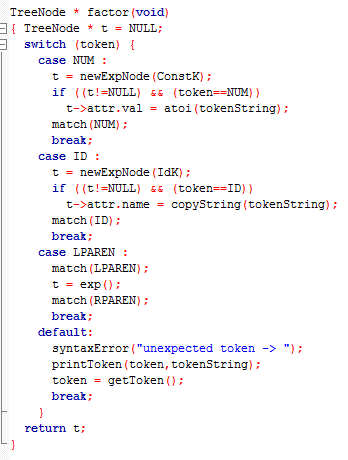 TreeNode * factor(void)
{ TreeNode * t = NULL;
switch (token) {
case NUM :
t = newExpNode(ConstK);
if ((t!=NULL) && (token==NUM))
t->attr.val = atoi(tokenString);
match(NUM);
break;
case ID :
t = newExpNode(IdK);
if ((t!=NULL) && (token==ID))
t->attr.name = copyString(tokenString);
match(ID);
break;
case LPAREN :
match(LPAREN);
t = exp();
match(RPAREN);
break;
default:
syntaxError("unexpected token -> ");
printToken(token,tokenString);
token = getToken();
break;
}
return t;
}